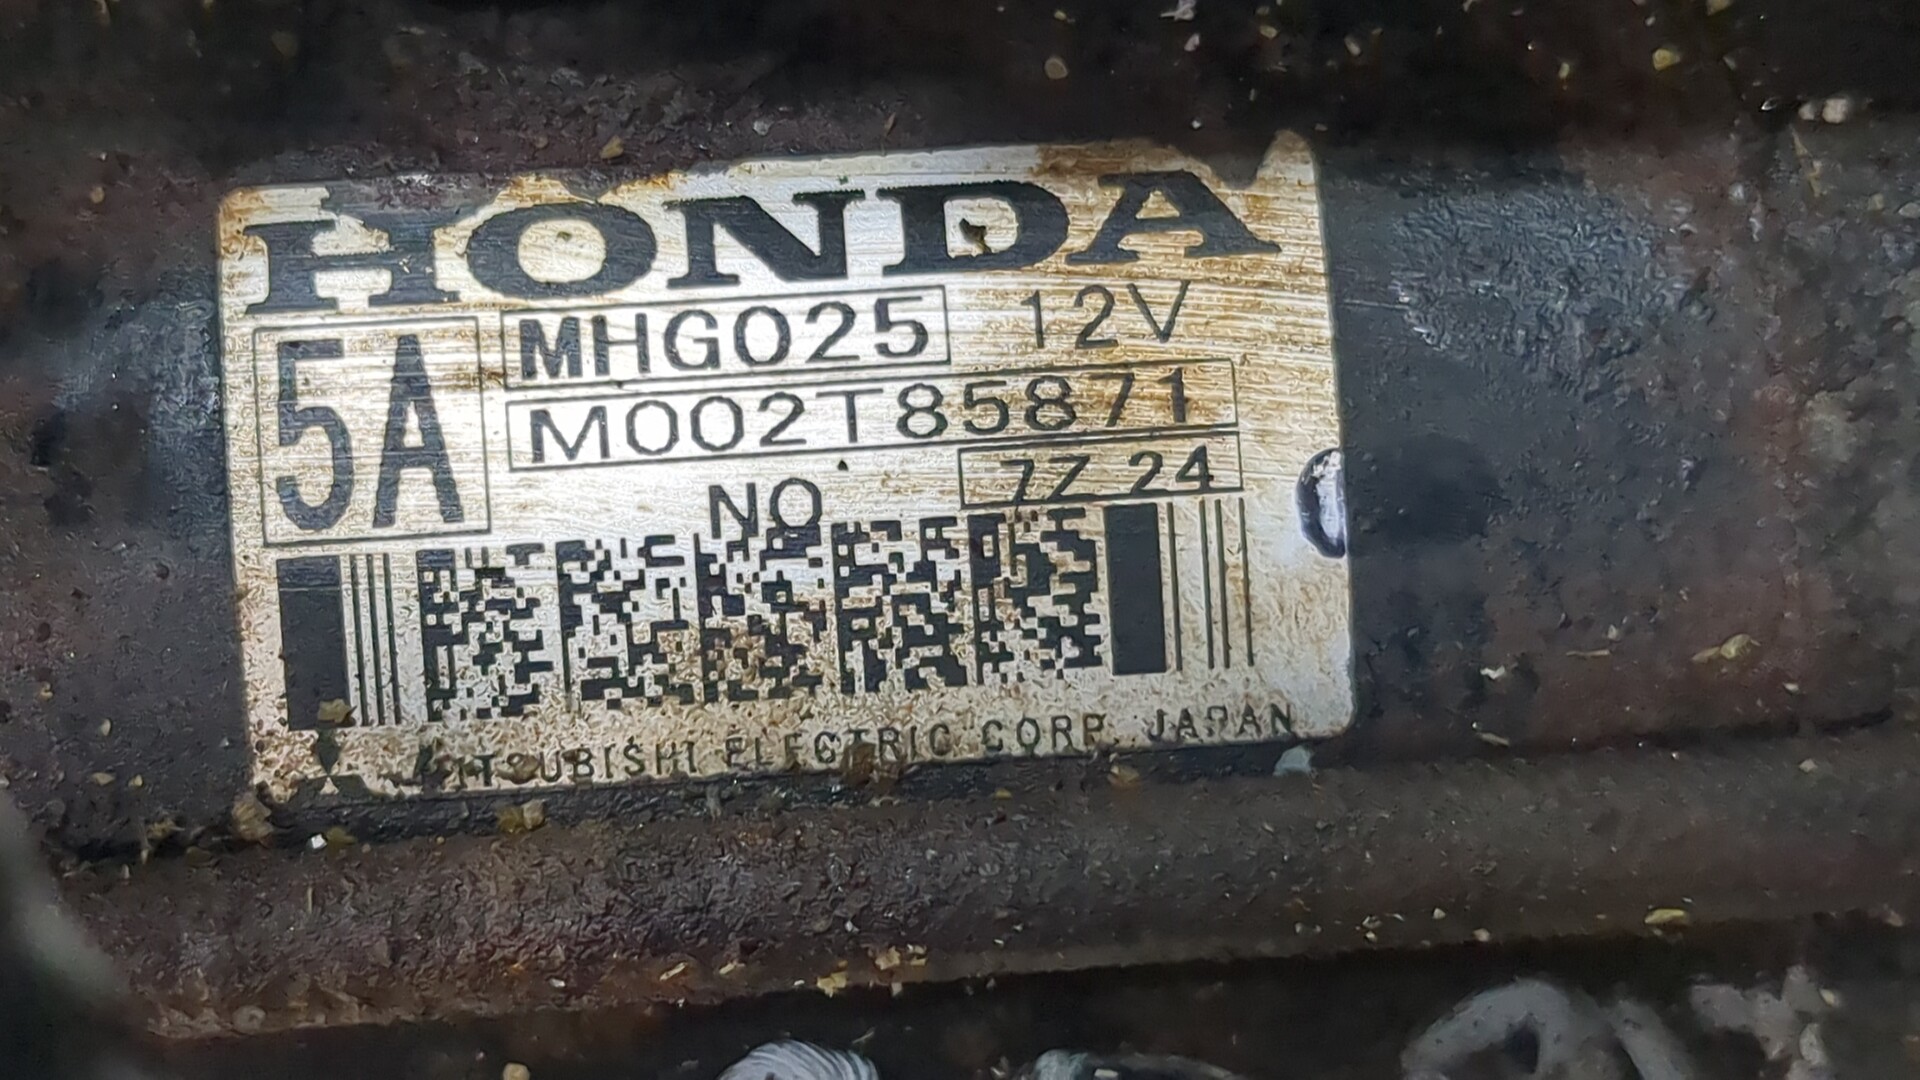 HONDA
5A
MHG025 12V
M002T85871
7Z 24
NO
MITSUBISHI ELECTRIC CORP. JAPAN